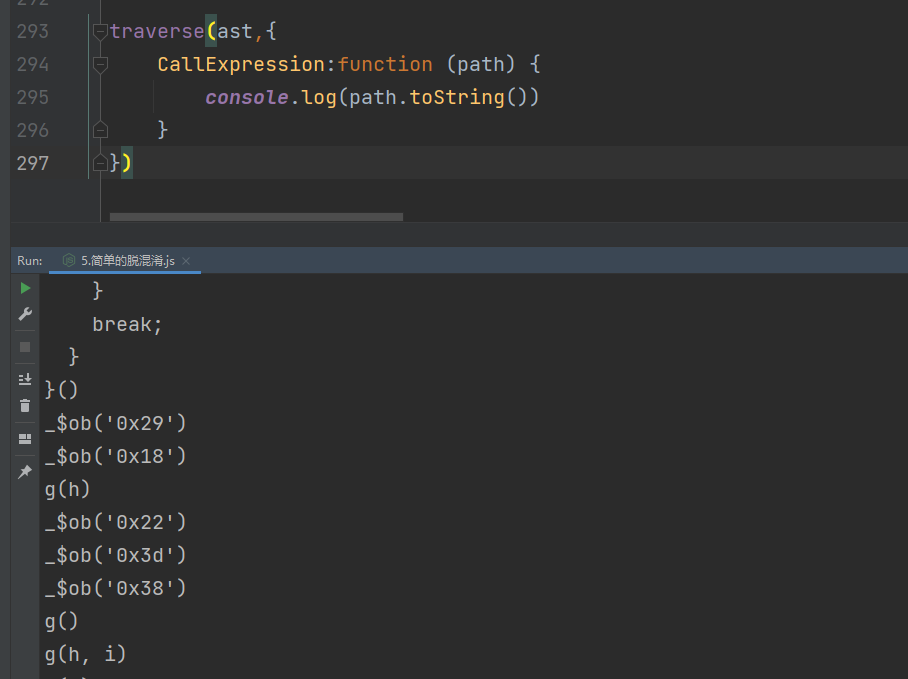 292
293 traverse(ast,{
294     CallExpression:function (path) {
295         console.log(path.toString())
296     }
297 })
Run: 5.简单的脱混淆.js ×
    }
    break;
  }
}()
_$ob('0x29')
_$ob('0x18')
g(h)
_$ob('0x22')
_$ob('0x3d')
_$ob('0x38')
g()
g(h, i)